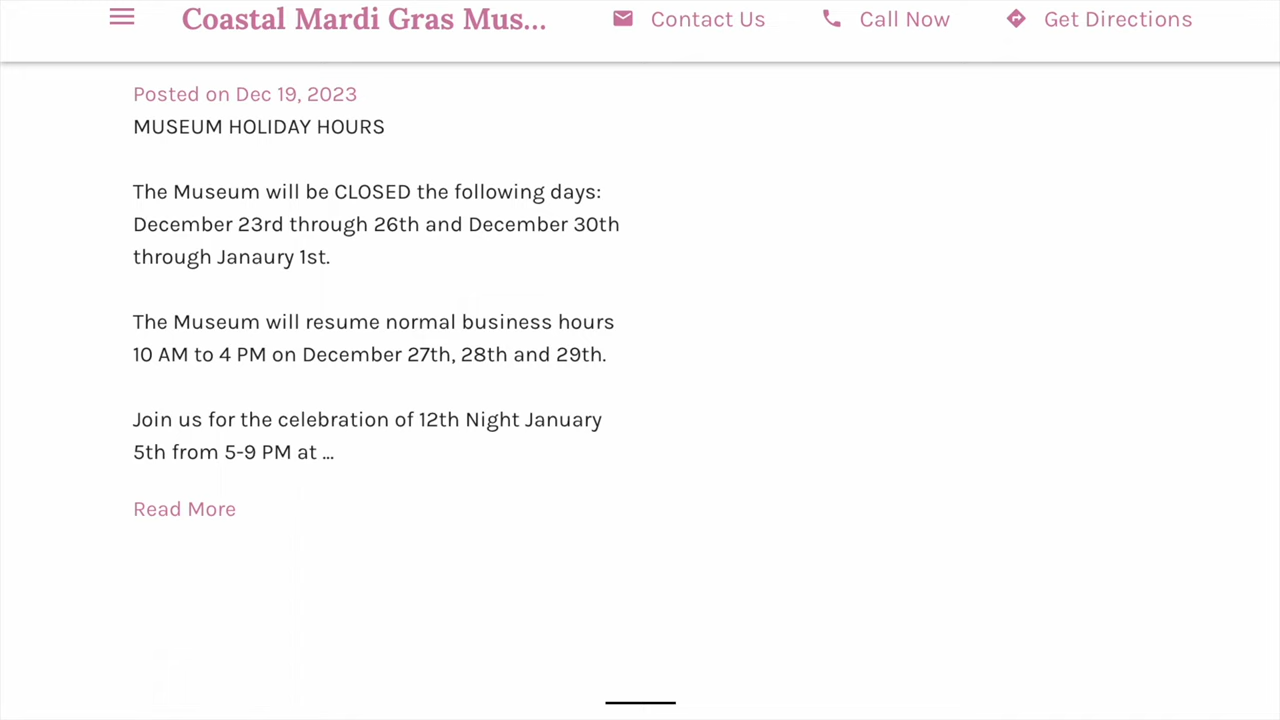 Coastal Mardi Gras Mus...
Contact Us
Call Now
Get Directions
Posted on Dec 19, 2023
MUSEUM HOLIDAY HOURS
The Museum will be CLOSED the following days:
December 23rd through 26th and December 30th
through Janaury 1st.
The Museum will resume normal business hours
10 AM to 4 PM on December 27th, 28th and 29th.
Join us for the celebration of 12th Night January
5th from 5-9 PM at ...
Read More